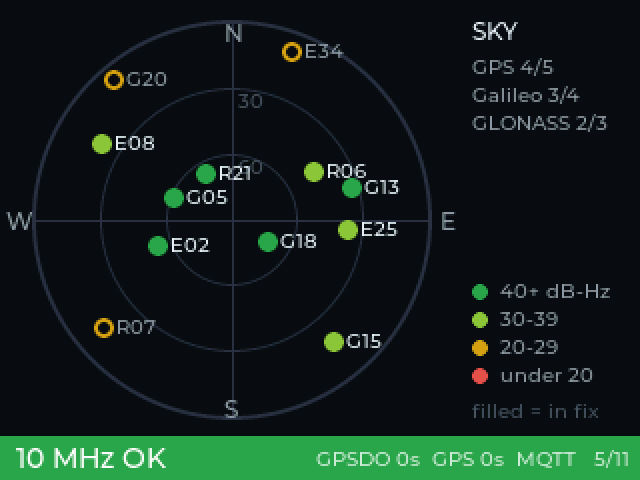 N
E34
G20
30
E08
60
R21
R06
G13
G05
W
E
E25
E02
G18
R07
G15
S
SKY
GPS 4/5
Galileo 3/4
GLONASS 2/3
40+ dB-Hz
30-39
20-29
under 20
filled = in fix
10 MHz OK
GPSDO 0s GPS 0s MQTT 5/11